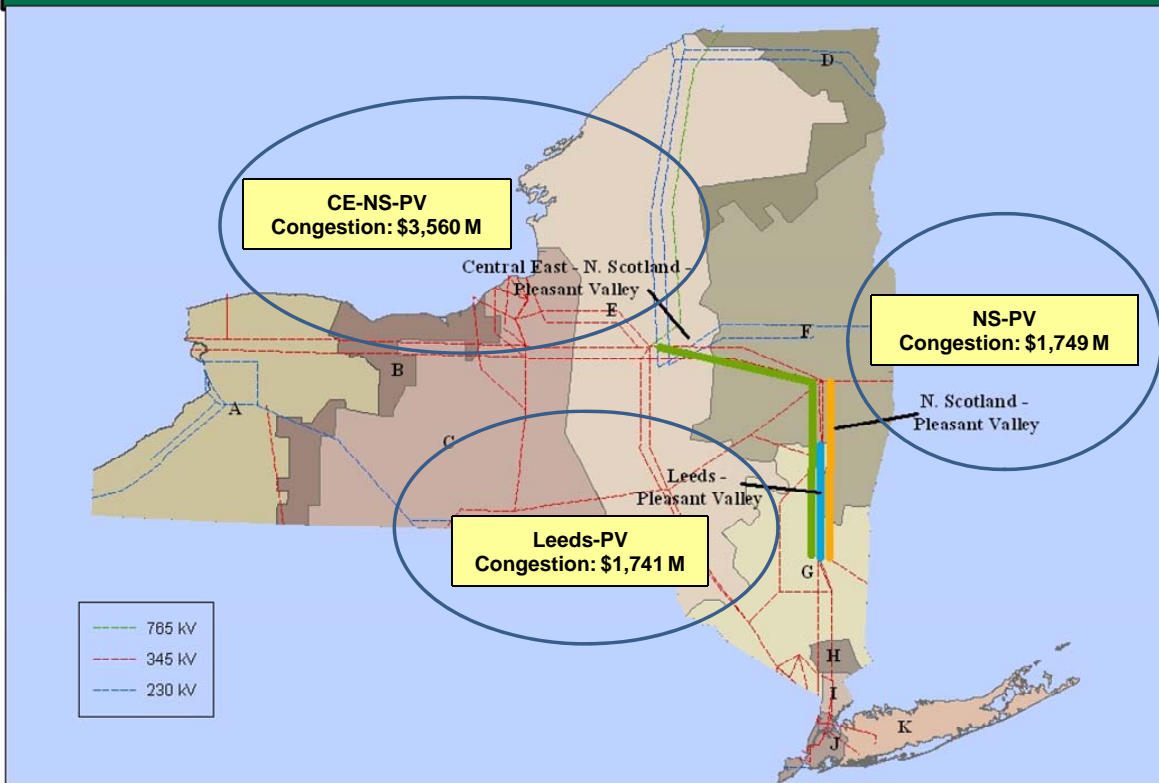 D
CE-NS-PV
Congestion: $3,560 M
Central East - N. Scotland -
Pleasant Valley
E
F
NS-PV
Congestion: $1,749 M
B
A
N. Scotland -
Pleasant Valley
C
Leeds -
Pleasant Valley
Leeds-PV
Congestion: $1,741 M
G
765 kV
345 kV
230 kV
H
I
K
J